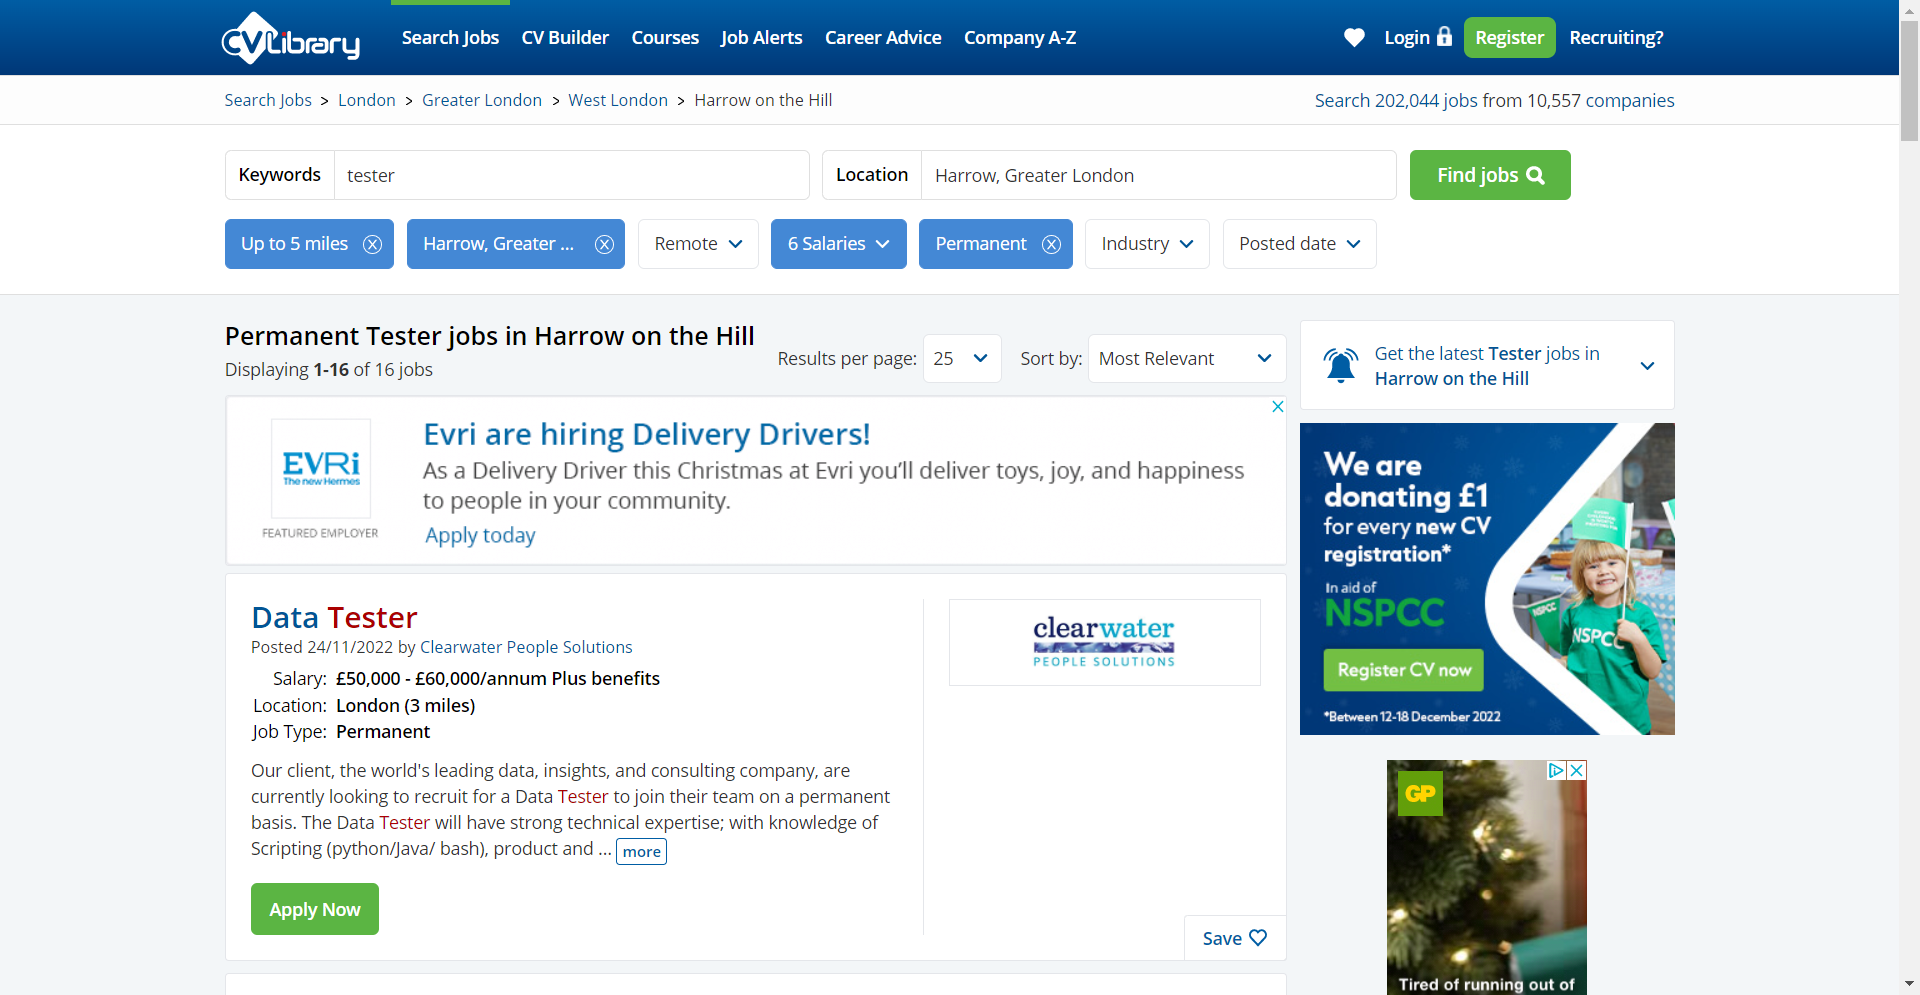 CVLibrary
Search Jobs CV Builder Courses Job Alerts Career Advice Company A-Z Login Register Recruiting?
Search Jobs > London > Greater London > West London > Harrow on the Hill
Search 202,044 jobs from 10,557 companies
Keywords tester
Location Harrow, Greater London
Find jobs
Up to 5 miles Harrow, Greater ... Remote 6 Salaries Permanent Industry Posted date
Permanent Tester jobs in Harrow on the Hill
Displaying 1-16 of 16 jobs
Results per page: 25 Sort by: Most Relevant
EVRi
The new Hermes
FEATURED EMPLOYER
Evri are hiring Delivery Drivers!
As a Delivery Driver this Christmas at Evri you'll deliver toys, joy, and happiness
to people in your community.
Apply today
Data Tester
Posted 24/11/2022 by Clearwater People Solutions
Salary: £50,000 - £60,000/annum Plus benefits
Location: London (3 miles)
Job Type: Permanent
Our client, the world's leading data, insights, and consulting company, are
currently looking to recruit for a Data Tester to join their team on a permanent
basis. The Data Tester will have strong technical expertise; with knowledge of
Scripting (python/Java/ bash), product and ... more
Apply Now
clearwater
PEOPLE SOLUTIONS
Save
Get the latest Tester jobs in
Harrow on the Hill
We are
donating £1
for every new CV
registration*
In aid of
NSPCC
Register CV now
*Between 12-18 December 2022
NSPCC
NSPCC
GP
Tired of running out of